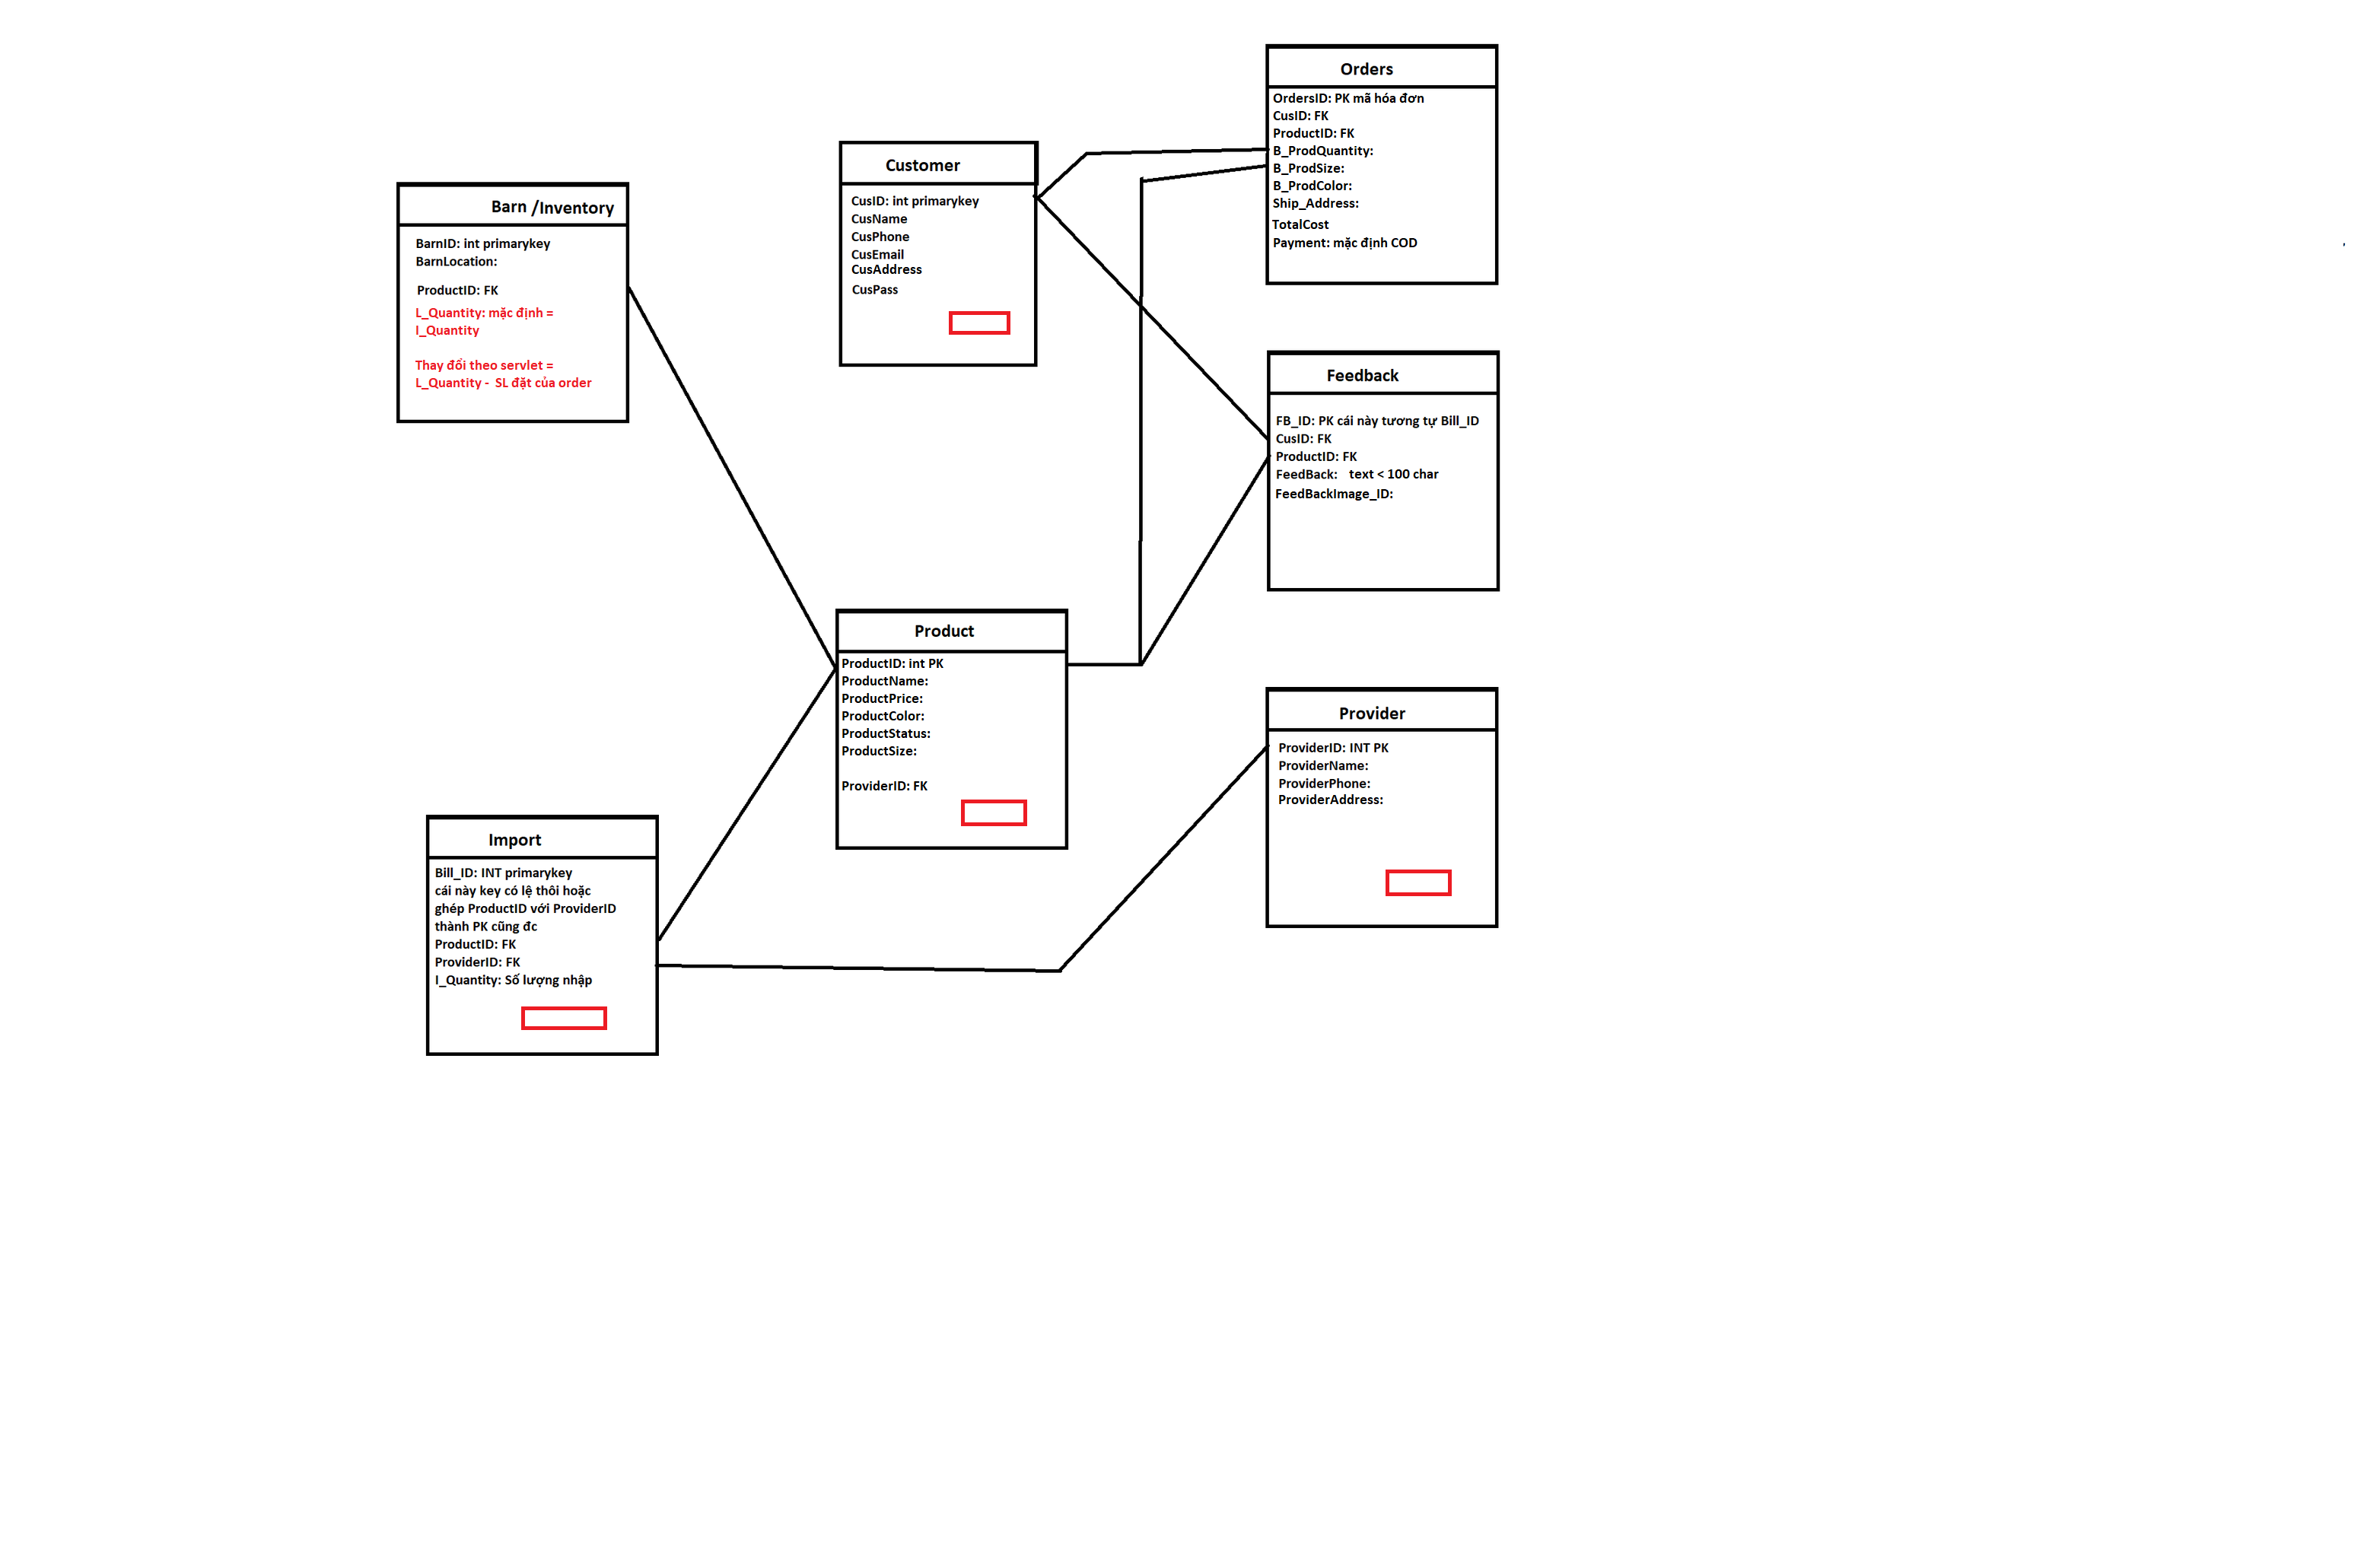 Orders
OrdersID: PK mã hóa đơn
CusID: FK
ProductID: FK
B_ProdQuantity:
B_ProdSize:
B_ProdColor:
Ship_Address:
TotalCost
Payment: mặc định COD
Customer
CusID: int primarykey
CusName
CusPhone
CusEmail
CusAddress
CusPass
Barn /Inventory
BarnID: int primarykey
BarnLocation:
ProductID: FK
L_Quantity: mặc định =
I_Quantity
Thay đổi theo servlet =
L_Quantity - SL đặt của order
Feedback
FB_ID: PK cái này tương tự Bill_ID
CusID: FK
ProductID: FK
FeedBack: text < 100 char
FeedBackImage_ID:
Product
ProductID: int PK
ProductName:
ProductPrice:
ProductColor:
ProductStatus:
ProductSize:
ProviderID: FK
Provider
ProviderID: INT PK
ProviderName:
ProviderPhone:
ProviderAddress:
Import
Bill_ID: INT primarykey
cái này key có lệ thôi hoặc
ghép ProductID với ProviderID
thành PK cũng đc
ProductID: FK
ProviderID: FK
I_Quantity: Số lượng nhập